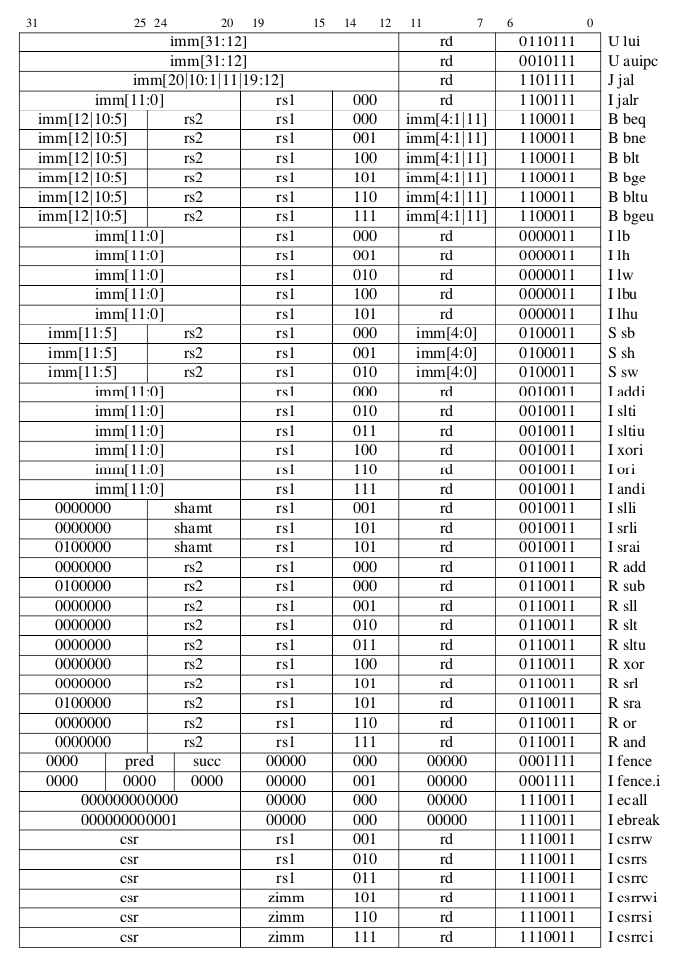 31 25 24 20 19 15 14 12 11 7 6 0
imm[31:12] rd 0110111 U lui
imm[31:12] rd 0010111 U auipc
imm[20|10:1|11|19:12] rd 1101111 J jal
imm[11:0] rs1 000 rd 1100111 I jalr
imm[12|10:5] rs2 rs1 000 imm[4:1|11] 1100011 B beq
imm[12|10:5] rs2 rs1 001 imm[4:1|11] 1100011 B bne
imm[12|10:5] rs2 rs1 100 imm[4:1|11] 1100011 B blt
imm[12|10:5] rs2 rs1 101 imm[4:1|11] 1100011 B bge
imm[12|10:5] rs2 rs1 110 imm[4:1|11] 1100011 B bltu
imm[12|10:5] rs2 rs1 111 imm[4:1|11] 1100011 B bgeu
imm[11:0] rs1 000 rd 0000011 I lb
imm[11:0] rs1 001 rd 0000011 I lh
imm[11:0] rs1 010 rd 0000011 I lw
imm[11:0] rs1 100 rd 0000011 I lbu
imm[11:0] rs1 101 rd 0000011 I lhu
imm[11:5] rs2 rs1 000 imm[4:0] 0100011 S sb
imm[11:5] rs2 rs1 001 imm[4:0] 0100011 S sh
imm[11:5] rs2 rs1 010 imm[4:0] 0100011 S sw
imm[11:0] rs1 000 rd 0010011 I addi
imm[11:0] rs1 010 rd 0010011 I slti
imm[11:0] rs1 011 rd 0010011 I sltiu
imm[11:0] rs1 100 rd 0010011 I xori
imm[11:0] rs1 110 rd 0010011 I ori
imm[11:0] rs1 111 rd 0010011 I andi
0000000 shamt rs1 001 rd 0010011 I slli
0000000 shamt rs1 101 rd 0010011 I srli
0100000 shamt rs1 101 rd 0010011 I srai
0000000 rs2 rs1 000 rd 0110011 R add
0100000 rs2 rs1 000 rd 0110011 R sub
0000000 rs2 rs1 001 rd 0110011 R sll
0000000 rs2 rs1 010 rd 0110011 R slt
0000000 rs2 rs1 011 rd 0110011 R sltu
0000000 rs2 rs1 100 rd 0110011 R xor
0000000 rs2 rs1 101 rd 0110011 R srl
0100000 rs2 rs1 101 rd 0110011 R sra
0000000 rs2 rs1 110 rd 0110011 R or
0000000 rs2 rs1 111 rd 0110011 R and
0000 pred succ 00000 000 00000 0001111 I fence
0000 0000 0000 00000 001 00000 0001111 I fence.i
000000000000 00000 000 00000 1110011 I ecall
000000000001 00000 000 00000 1110011 I ebreak
csr rs1 001 rd 1110011 I csrrw
csr rs1 010 rd 1110011 I csrrs
csr rs1 011 rd 1110011 I csrrc
csr zimm 101 rd 1110011 I csrrwi
csr zimm 110 rd 1110011 I csrrsi
csr zimm 111 rd 1110011 I csrrci